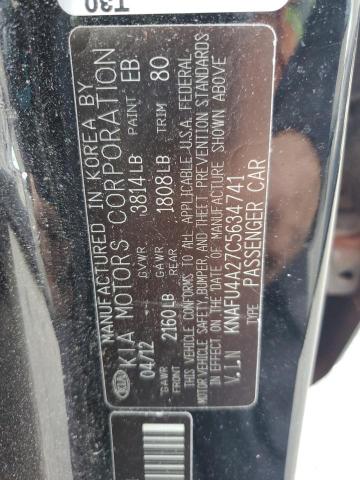 T30
MANUFACTURED IN KOREA BY
KIA KIA MOTORS CORPORATION
04/12 GVWR 3814LB PAINT EB
GAWR FRONT 2160LB GAWR REAR 1808LB TRIM 80
THIS VEHICLE CONFORMS TO ALL APPLICABLE U.S.A. FEDERAL
MOTOR VEHICLE SAFETY, BUMPER, AND THEFT PREVENTION STANDARDS
IN EFFECT ON THE DATE OF MANUFACTURE SHOWN ABOVE
V.I.N KNAFU4A27C5634741
TYPE PASSENGER CAR